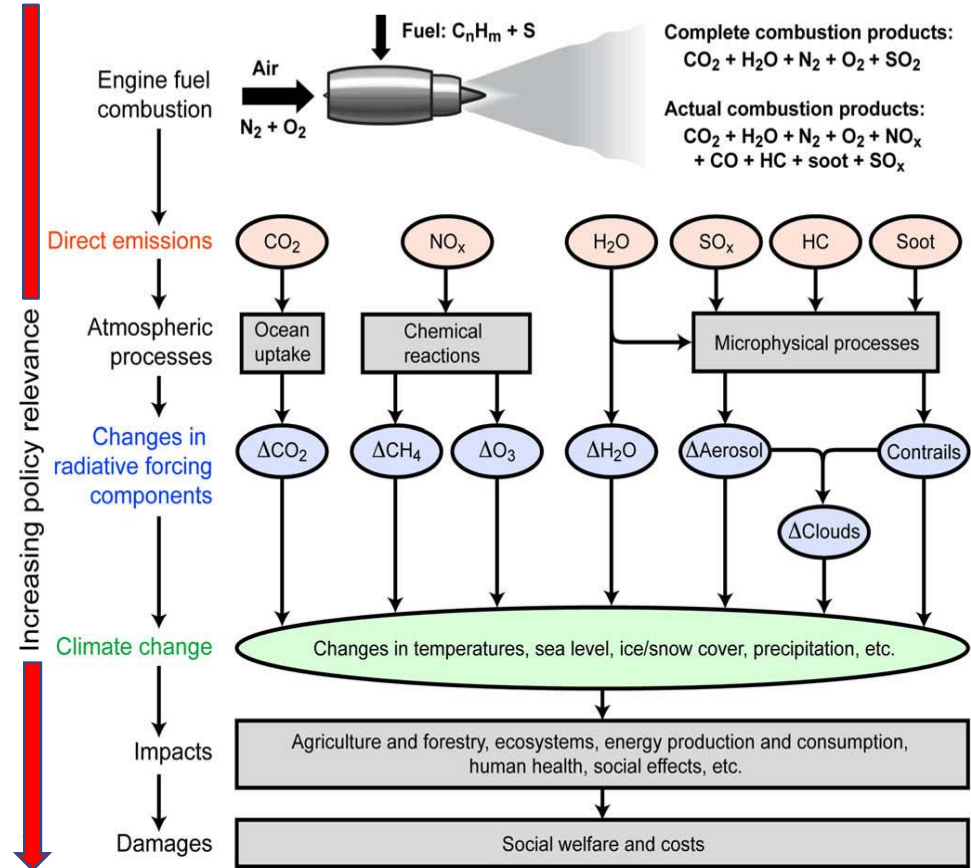 Increasing policy relevance
Fuel: CₙHₘ + S
Air
N₂ + O₂
Complete combustion products:
CO₂ + H₂O + N₂ + O₂ + SO₂
Actual combustion products:
CO₂ + H₂O + N₂ + O₂ + NOₓ
+ CO + HC + soot + SOₓ
Engine fuel
combustion
Direct emissions
CO₂
NOₓ
H₂O
SOₓ
HC
Soot
Atmospheric
processes
Ocean
uptake
Chemical
reactions
Microphysical processes
Changes in
radiative forcing
components
ΔCO₂
ΔCH₄
ΔO₃
ΔH₂O
ΔAerosol
Contrails
ΔClouds
Climate change
Changes in temperatures, sea level, ice/snow cover, precipitation, etc.
Impacts
Agriculture and forestry, ecosystems, energy production and consumption,
human health, social effects, etc.
Damages
Social welfare and costs